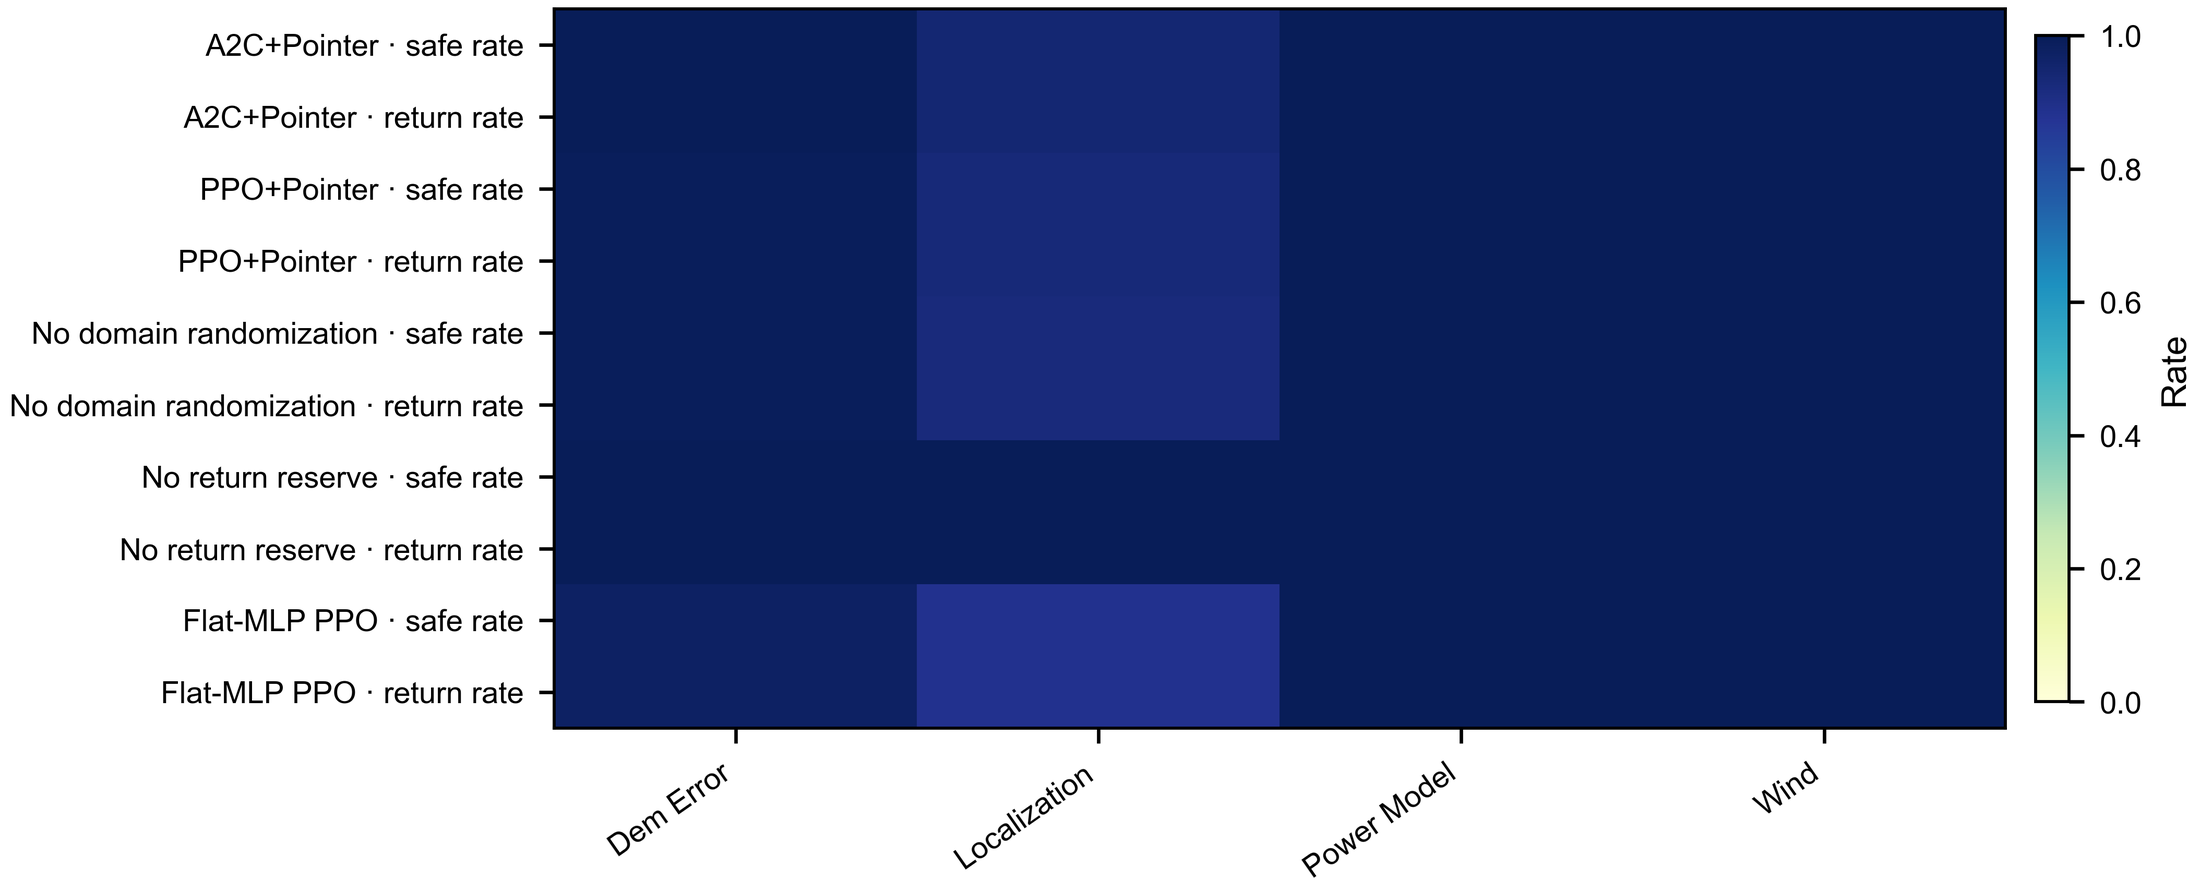 A2C+Pointer · safe rate
A2C+Pointer · return rate
PPO+Pointer · safe rate
PPO+Pointer · return rate
No domain randomization · safe rate
No domain randomization · return rate
No return reserve · safe rate
No return reserve · return rate
Flat-MLP PPO · safe rate
Flat-MLP PPO · return rate
Dem Error
Localization
Power Model
Wind
1.0
0.8
0.6
0.4
0.2
0.0
Rate